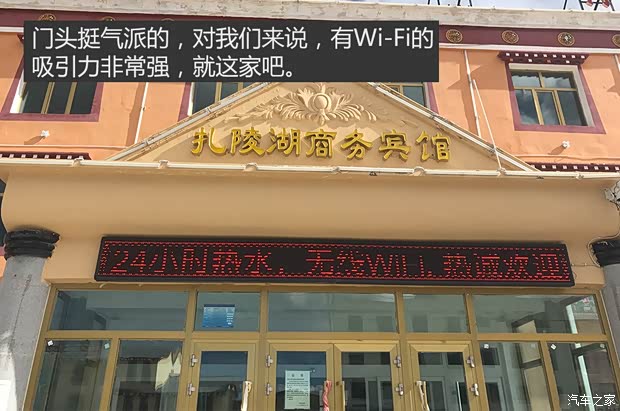 门头挺气派的，对我们来说，有Wi-Fi的
吸引力非常强，就这家吧。
扎陵湖商务宾馆
24小时热水，无线WiFi，热诚欢迎
汽车之家